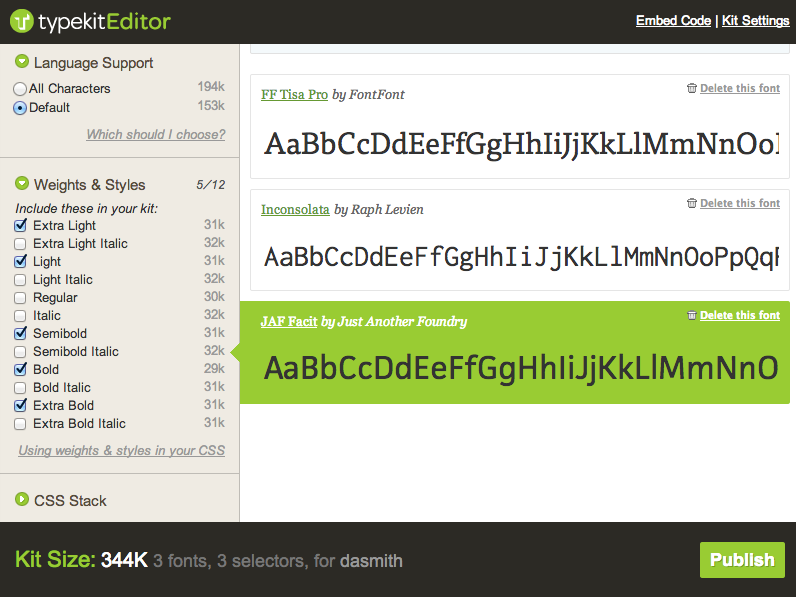 typekitEditor
Embed Code | Kit Settings
Language Support
All Characters 194k
Default 153k
Which should I choose?
Weights & Styles 5/12
Include these in your kit:
Extra Light 31k
Extra Light Italic 32k
Light 31k
Light Italic 32k
Regular 30k
Italic 32k
Semibold 31k
Semibold Italic 32k
Bold 29k
Bold Italic 31k
Extra Bold 31k
Extra Bold Italic 31k
Using weights & styles in your CSS
CSS Stack
FF Tisa Pro by FontFont
Delete this font
AaBbCcDdEeFfGgHhIiJjKkLlMmNnOo
Inconsolata by Raph Levien
Delete this font
AaBbCcDdEeFfGgHhIiJjKkLlMmNnOoPpQq
JAF Facit by Just Another Foundry
Delete this font
AaBbCcDdEeFfGgHhIiJjKkLlMmNnO
Kit Size: 344K 3 fonts, 3 selectors, for dasmith
Publish